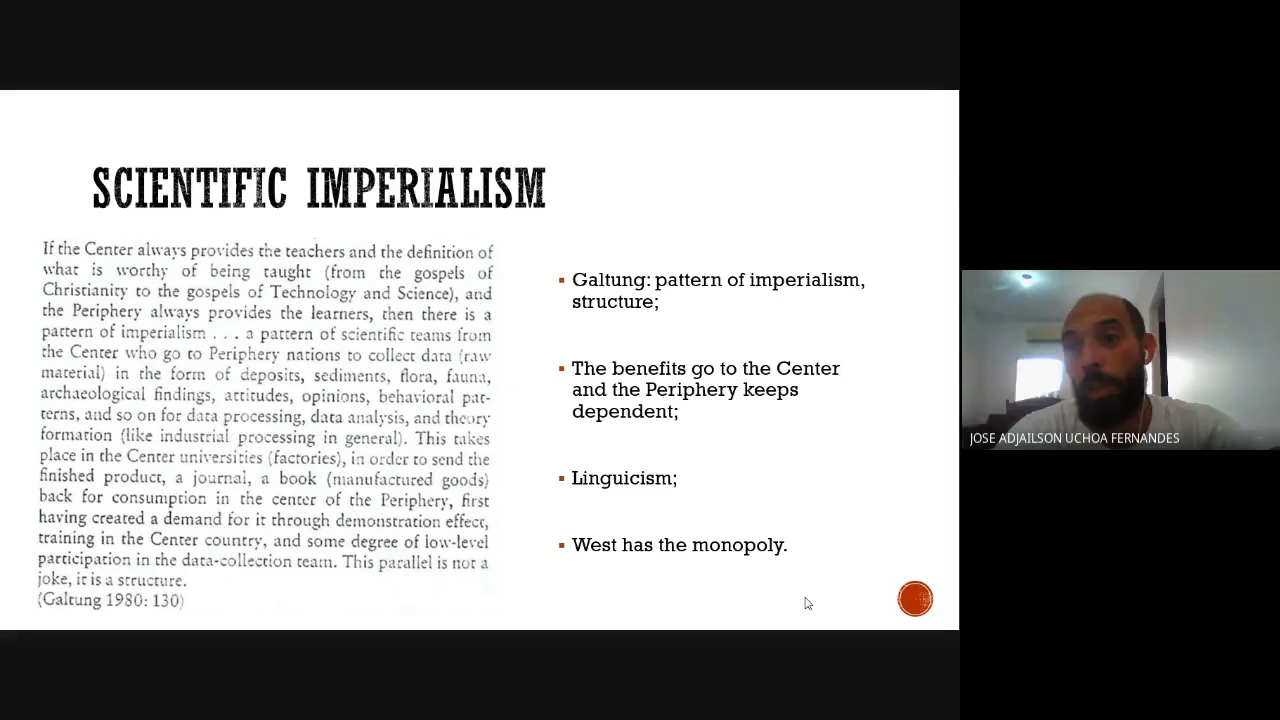 SCIENTIFIC IMPERIALISM
If the Center always provides the teachers and the definition of
what is worthy of being taught (from the gospels of
Christianity to the gospels of Technology and Science), and
the Periphery always provides the learners, then there is a
pattern of imperialism . . . a pattern of scientific teams from
the Center who go to Periphery nations to collect data (raw
material) in the form of deposits, sediments, flora, fauna,
archaeological findings, attitudes, opinions, behavioral pat-
terns, and so on for data processing, data analysis, and theory
formation (like industrial processing in general). This takes
place in the Center universities (factories), in order to send the
finished product, a journal, a book (manufactured goods)
back for consumption in the center of the Periphery, first
having created a demand for it through demonstration effect,
training in the Center country, and some degree of low-level
participation in the data-collection team. This parallel is not a
joke, it is a structure.
(Galtung 1980: 130)
▪ Galtung: pattern of imperialism,
structure;
▪ The benefits go to the Center
and the Periphery keeps
dependent;
▪ Linguicism;
▪ West has the monopoly.
JOSE ADJAILSON UCHOA FERNANDES